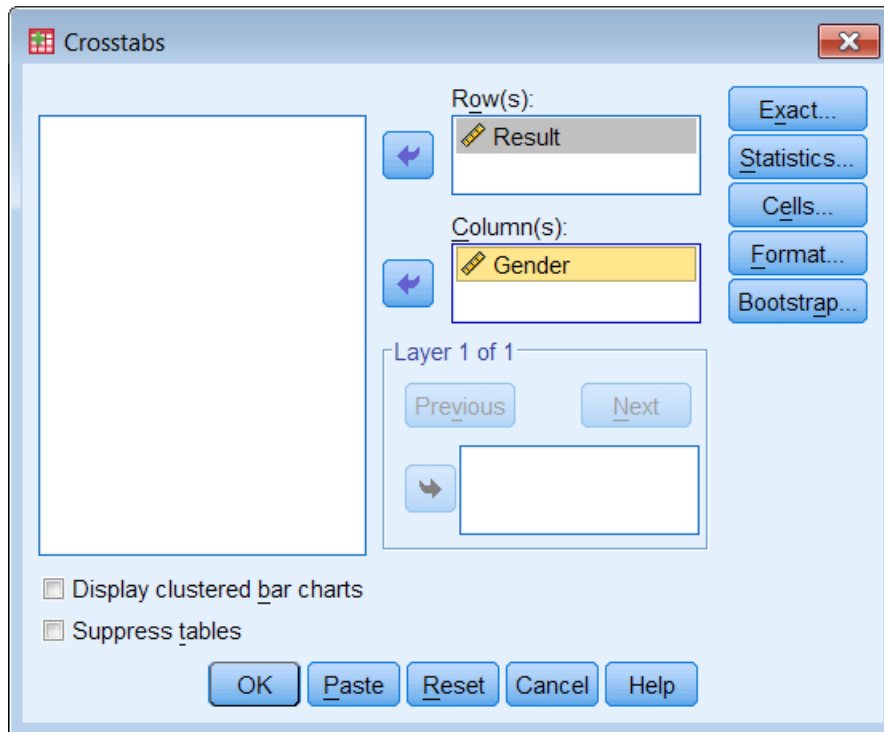 Crosstabs
Row(s):
Result
Column(s):
Gender
Exact...
Statistics...
Cells...
Format...
Bootstrap...
Layer 1 of 1
Previous
Next
Display clustered bar charts
Suppress tables
OK
Paste
Reset
Cancel
Help